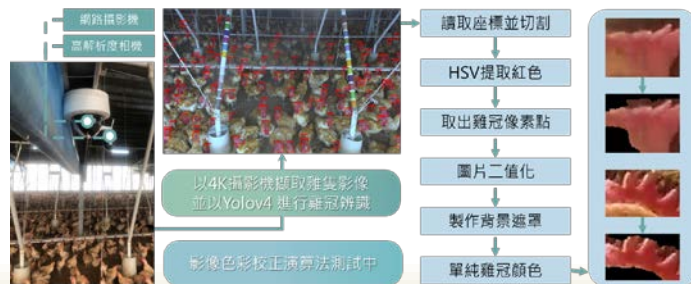 網路攝影機
高解析度相機
以4K攝影機擷取雞隻影像
並以Yolov4 進行雞冠辨識
影像色彩校正演算法測試中
讀取座標並切割
HSV提取紅色
取出雞冠像素點
圖片二值化
製作背景遮罩
單純雞冠顏色